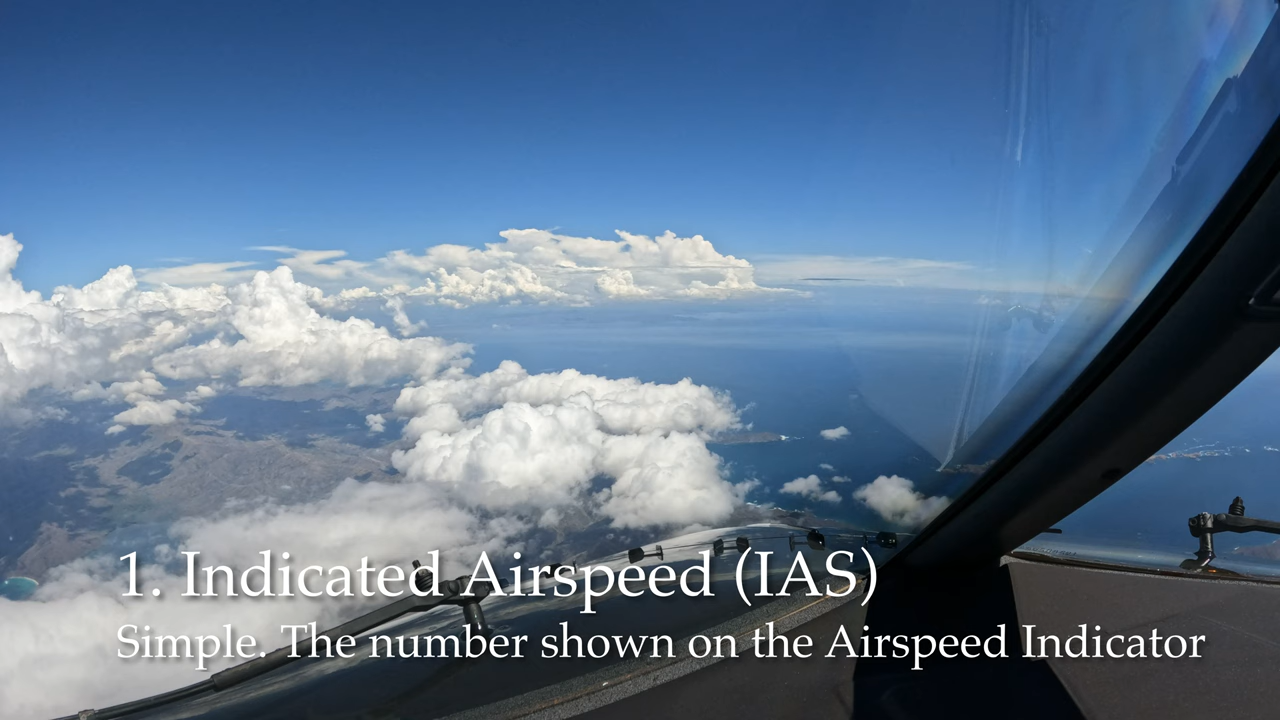 1. Indicated Airspeed (IAS)
Simple. The number shown on the Airspeed Indicator